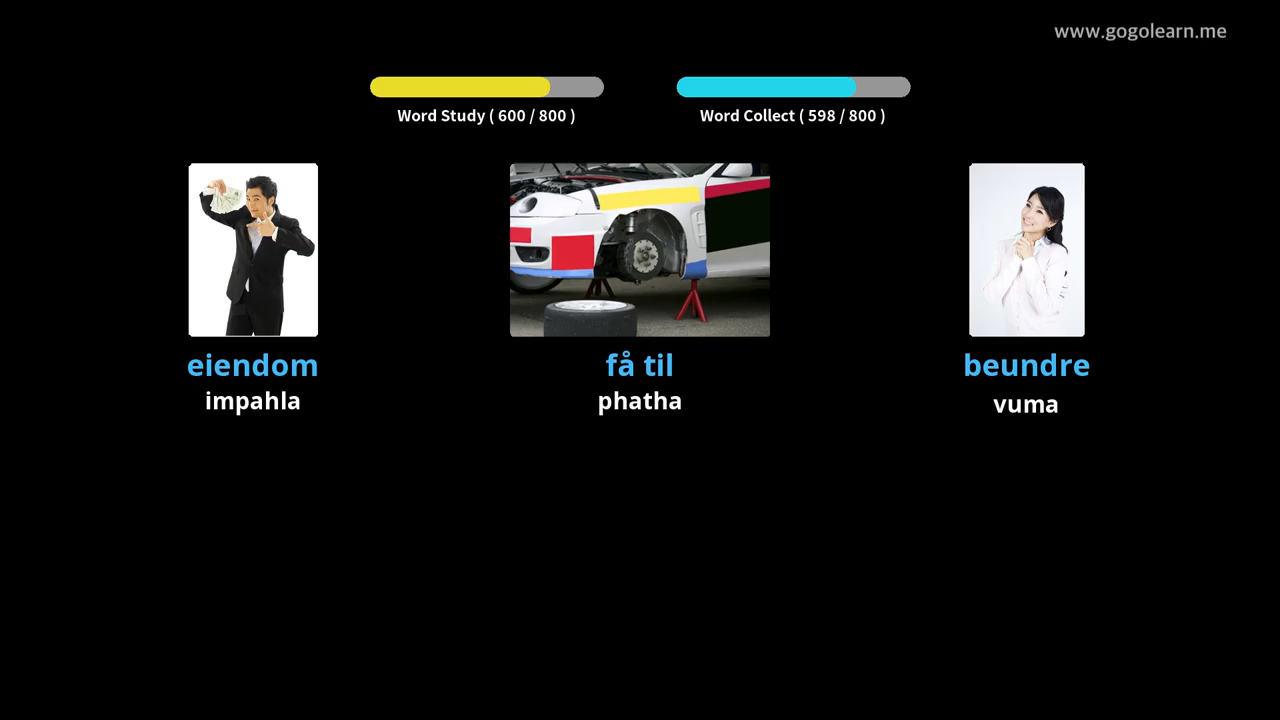 www.gogolearn.me
Word Study ( 600 / 800 )
Word Collect ( 598 / 800 )
eiendom
impahla
få til
phatha
beundre
vuma